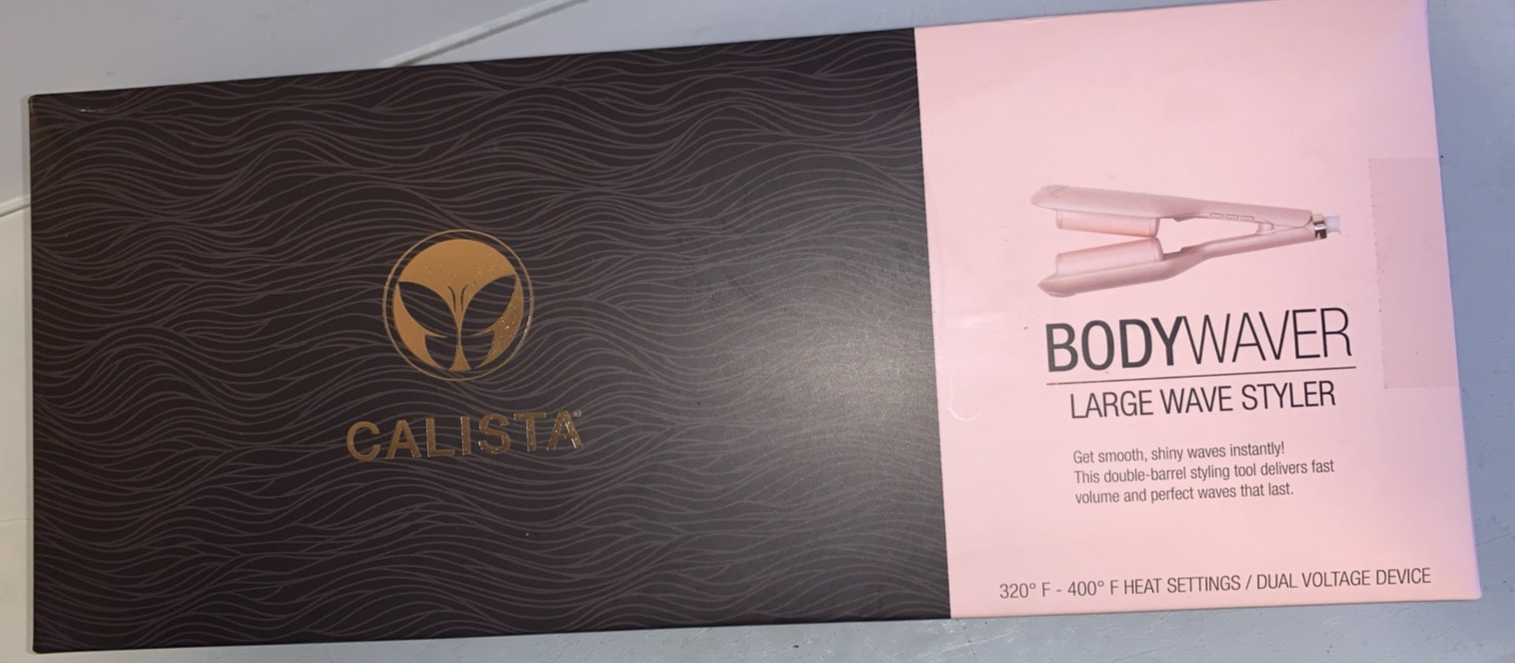 CALISTA®
BODYWAVER
LARGE WAVE STYLER
Get smooth, shiny waves instantly!
This double-barrel styling tool delivers fast
volume and perfect waves that last.
320° F - 400° F HEAT SETTINGS / DUAL VOLTAGE DEVICE